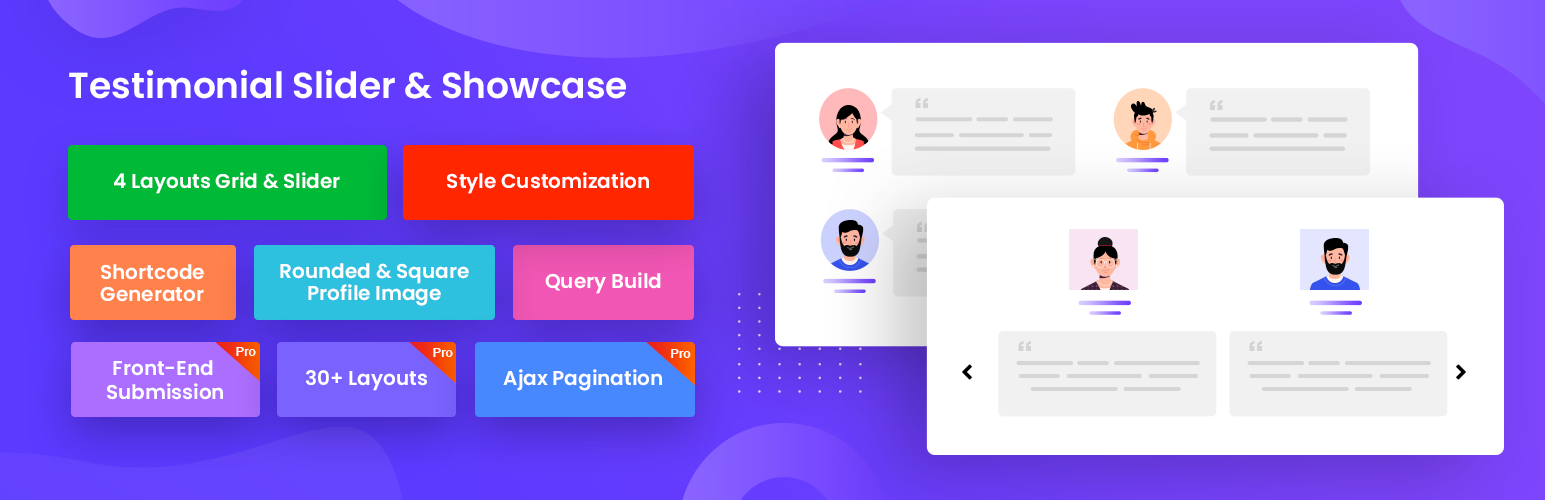 Testimonial Slider & Showcase
4 Layouts Grid & Slider
Style Customization
Shortcode
Generator
Rounded & Square
Profile Image
Query Build
Front-End
Submission
Pro
30+ Layouts
Pro
Ajax Pagination
Pro